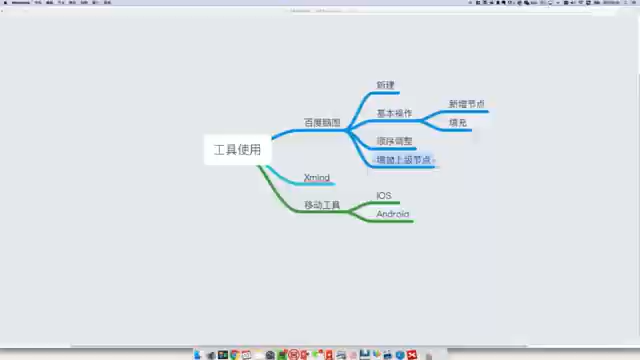 工具使用
百度脑图
新建
基本操作
新增节点
填充
顺序调整
增加上级节点
Xmind
移动工具
IOS
Android